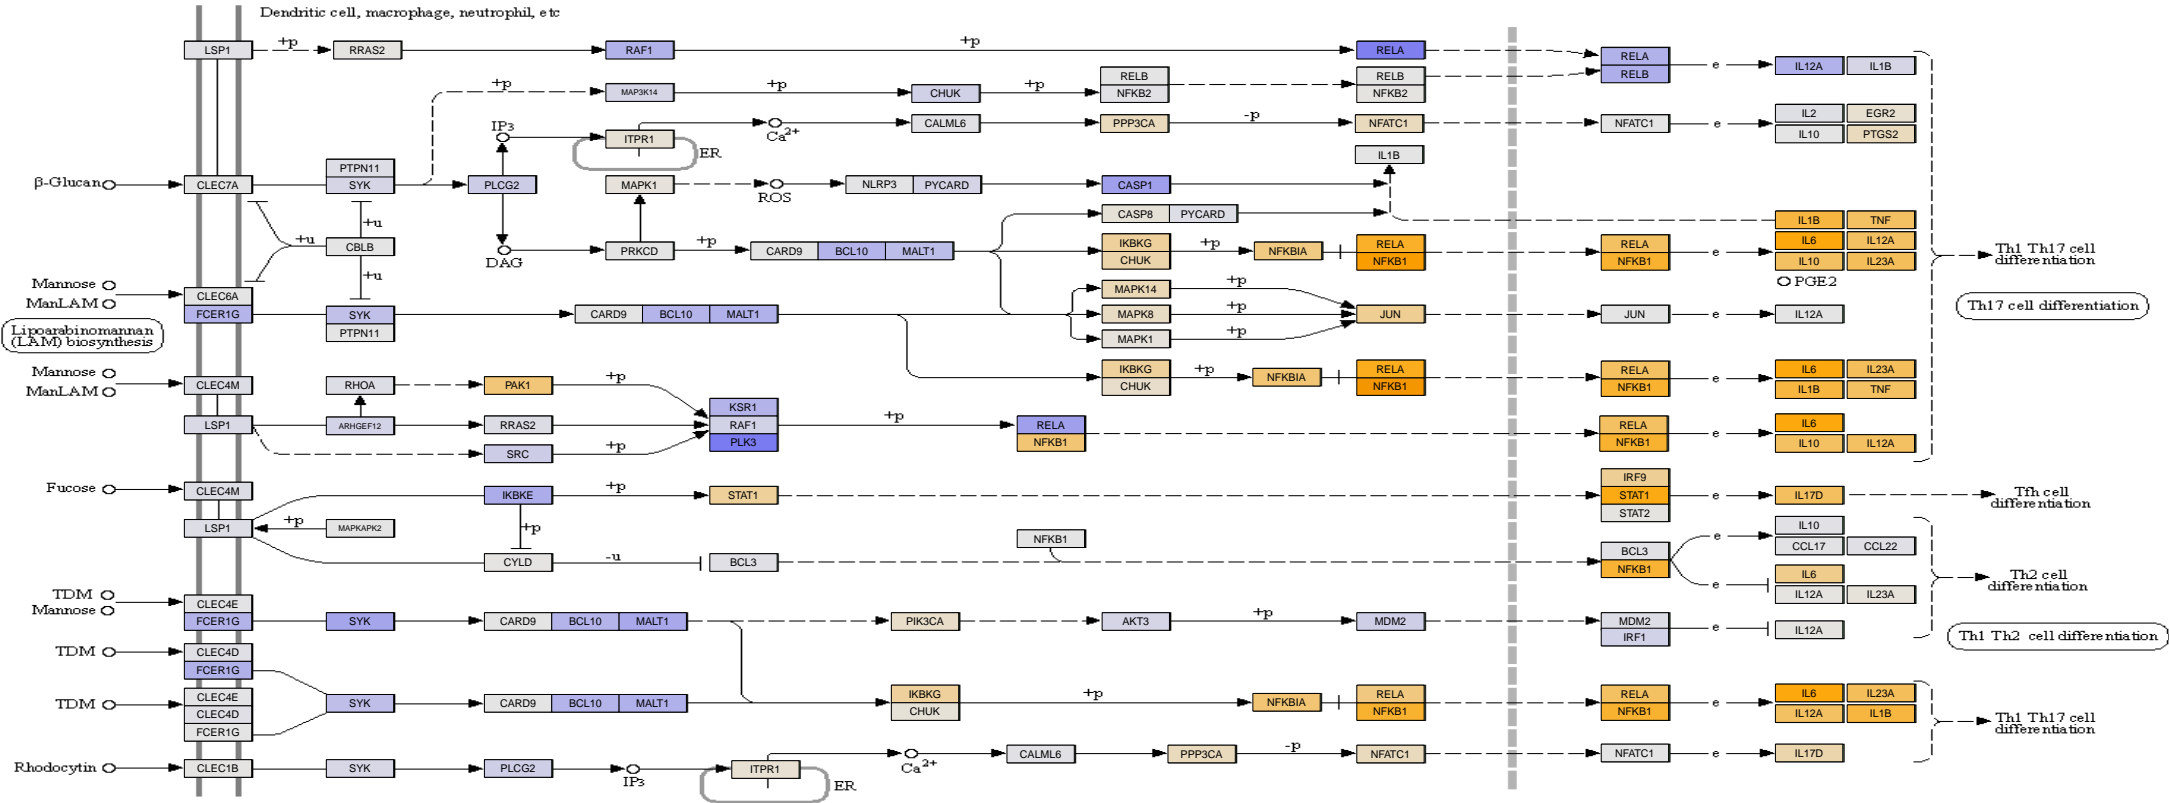 Dendritic cell, macrophage, neutrophil, etc
LSP1 +p RRAS2 RAF1 +p RELA RELA e IL12A IL1B
RELB
MAP3K14 +p +p CHUK +p RELB RELB
NFKB2 NFKB2
IP3 ITPR1 Ca2+ CALML6 PPP3CA -p NFATC1 NFATC1 e IL2 EGR2
IL10 PTGS2
ER
IL1B
β-Glucan CLEC7A PTPN11
SYK PLCG2 MAPK1 ROS NLRP3 PYCARD CASP1
CASP8 PYCARD
+u +u CBLB
DAG PRKCD +p CARD9 BCL10 MALT1 IKBKG +p NFKBIA RELA RELA e IL1B TNF
CHUK NFKB1 NFKB1 IL6 IL12A
IL10 IL23A
PGE2
Th1 Th17 cell
differentiation
Th17 cell differentiation
+u
Mannose CLEC6A
ManLAM FCER1G SYK CARD9 BCL10 MALT1
PTPN11
MAPK14 +p
MAPK8 +p JUN JUN e IL12A
MAPK1 +p
Lipoarabinomannan
(LAM) biosynthesis
IKBKG +p NFKBIA RELA RELA e IL6 IL23A
CHUK NFKB1 NFKB1 IL1B TNF
Mannose CLEC4M RHOA PAK1 +p
ManLAM
LSP1 ARHGEF12 RRAS2 KSR1
RAF1
PLK3
+p RELA
NFKB1
RELA e IL6
NFKB1 IL10 IL12A
SRC +p
Fucose CLEC4M IKBKE +p STAT1 IRF9
STAT1 e IL17D Tfh cell
differentiation
STAT2
LSP1 +p MAPKAPK2 +p
CYLD -u BCL3 NFKB1 BCL3
NFKB1
e IL10
CCL17 CCL22
e IL6
IL12A IL23A
Th2 cell
differentiation
TDM CLEC4E
Mannose FCER1G SYK CARD9 BCL10 MALT1 PIK3CA AKT3 +p MDM2 MDM2 e IL12A
IRF1
Th1 Th2 cell differentiation
TDM CLEC4D
FCER1G
TDM CLEC4E
CLEC4D
FCER1G
SYK CARD9 BCL10 MALT1 IKBKG +p NFKBIA RELA RELA e IL6 IL23A
CHUK NFKB1 NFKB1 IL12A IL1B
Th1 Th17 cell
differentiation
Rhodocytin CLEC1B SYK PLCG2 IP3 ITPR1 Ca2+ CALML6 PPP3CA -p NFATC1 NFATC1 e IL17D
ER